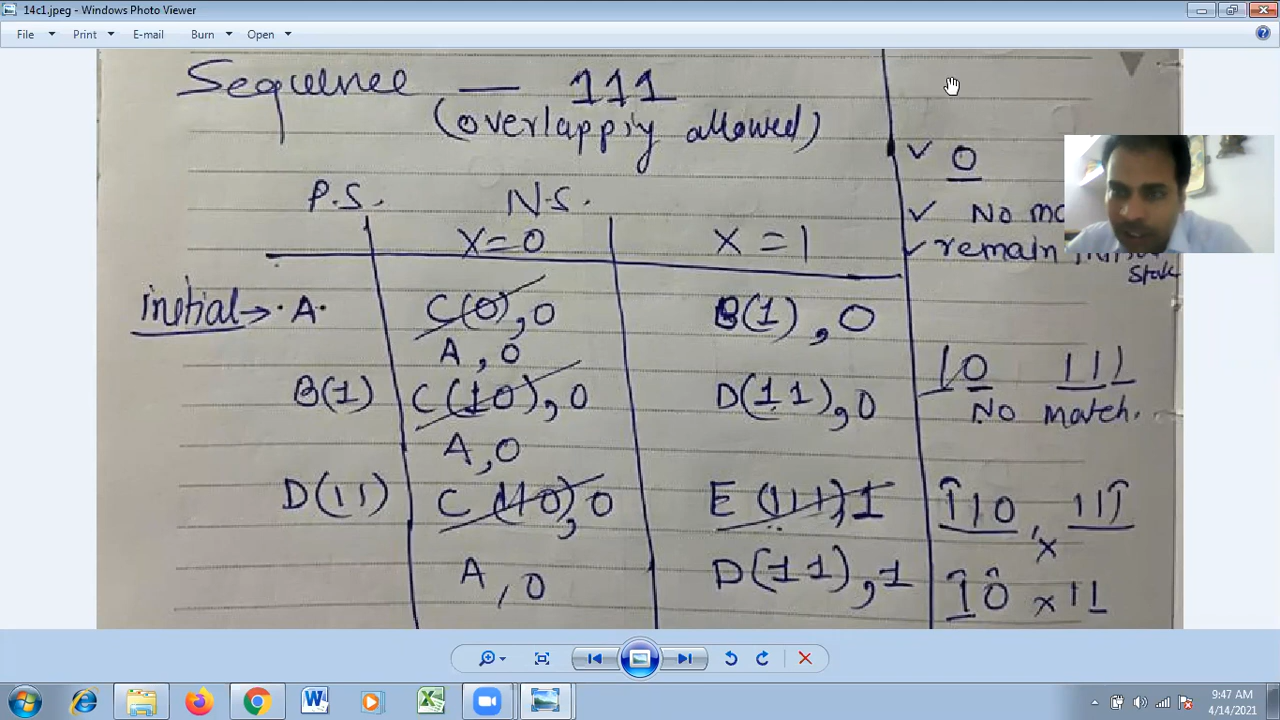 14c1.jpeg - Windows Photo Viewer
File Print E-mail Burn Open
Sequence — 111
(overlapping allowed)
P.S. N.S.
X=0 X=1
initial → A C(0),0 B(1),0
A,0
B(1) C(10),0 D(11),0
A,0
D(11) C(110),0 E(111),1
A,0 D(11),1
✓ 0
✓ No
✓ remain
State
10 111
No match.
110, 111
x
10 x 11
9:47 AM
4/14/2021